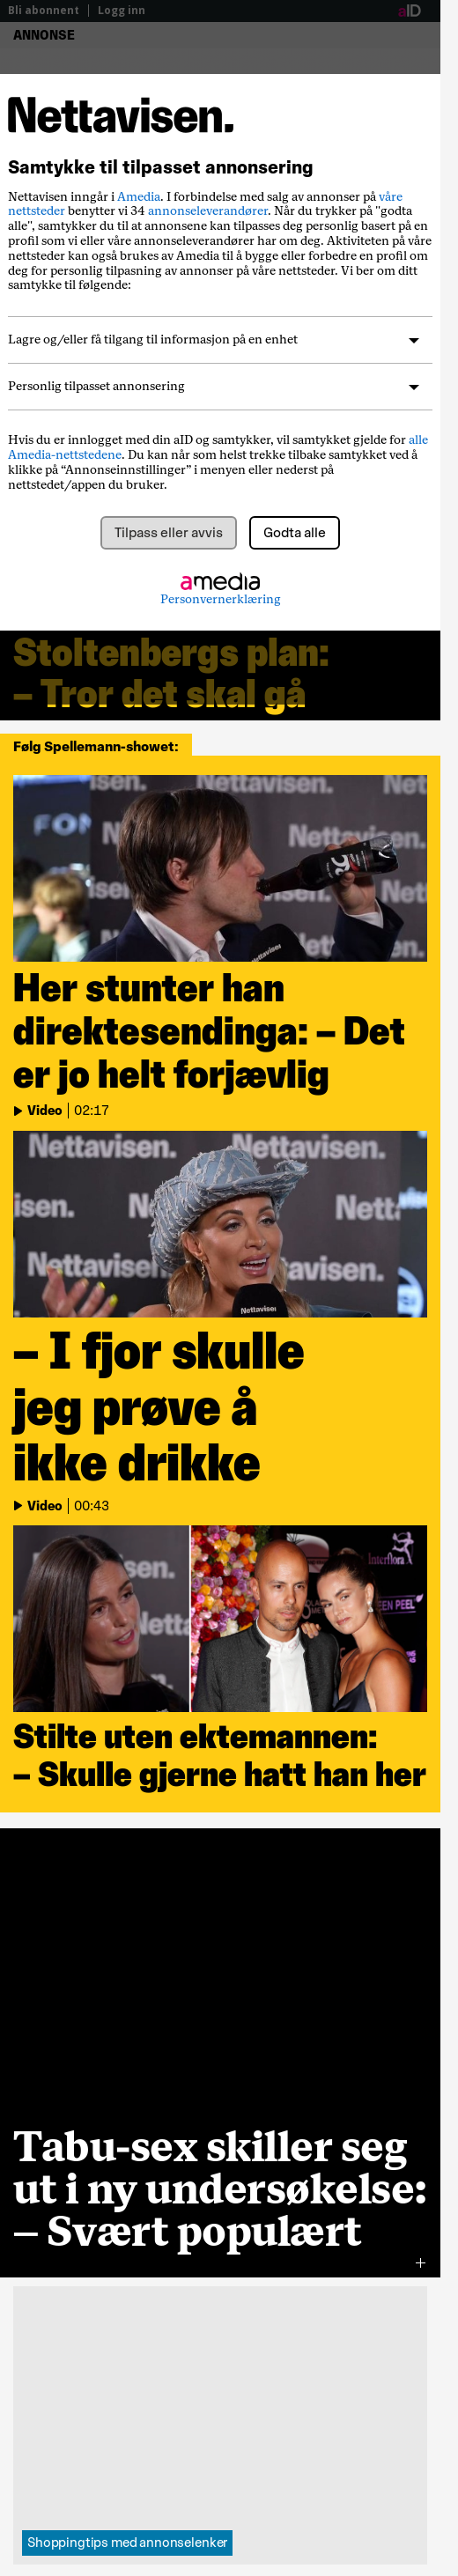 Bli abonnent | Logg inn
aID
ANNONSE
Nettavisen.
Samtykke til tilpasset annonsering
Nettavisen inngår i Amedia. I forbindelse med salg av annonser på våre
nettsteder benytter vi 34 annonseleverandører. Når du trykker på "godta
alle", samtykker du til at annonsene kan tilpasses deg personlig basert på en
profil som vi eller våre annonseleverandører har om deg. Aktiviteten på våre
nettsteder kan også brukes av Amedia til å bygge eller forbedre en profil om
deg for personlig tilpasning av annonser på våre nettsteder. Vi ber om ditt
samtykke til følgende:
Lagre og/eller få tilgang til informasjon på en enhet
Personlig tilpasset annonsering
Hvis du er innlogget med din aID og samtykker, vil samtykket gjelde for alle
Amedia-nettstedene. Du kan når som helst trekke tilbake samtykket ved å
klikke på “Annonseinnstillinger” i menyen eller nederst på
nettstedet/appen du bruker.
Tilpass eller avvis
Godta alle
amedia
Personvernerklæring
Stoltenbergs plan:
– Tror det skal gå
Følg Spellemann-showet:
Nettavisen.
Nettavisen
Her stunter han
direktesendinga: – Det
er jo helt forjævlig
Video | 02:17
Nettavisen.
Nettavisen
– I fjor skulle
jeg prøve å
ikke drikke
Video | 00:43
Interflora
EEN PEEL
Stilte uten ektemannen:
– Skulle gjerne hatt han her
Tabu-sex skiller seg
ut i ny undersøkelse:
– Svært populært
+
Shoppingtips med annonselenker